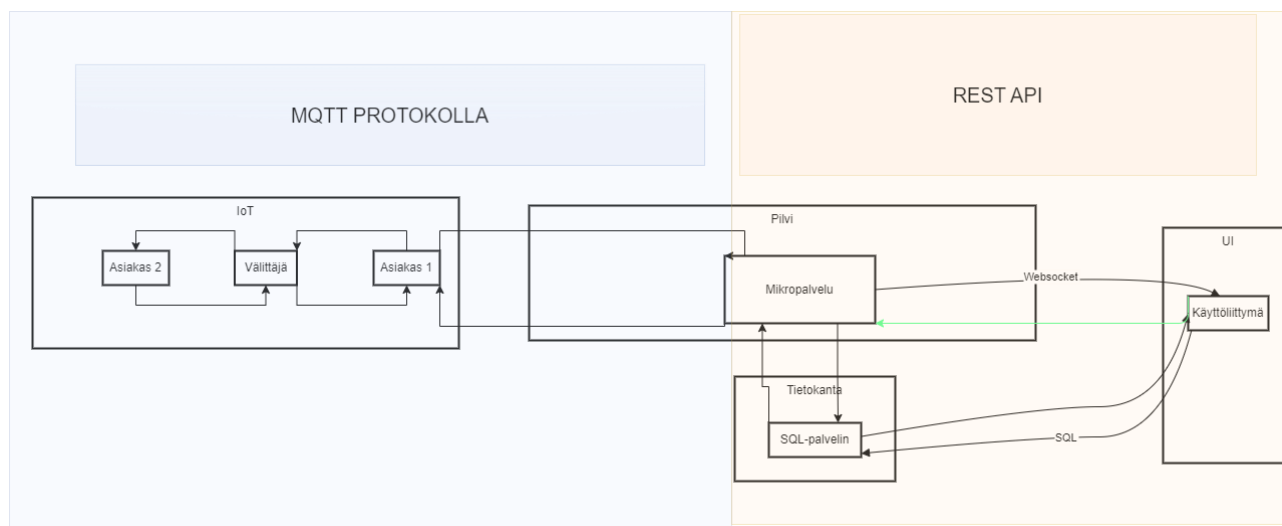 MQTT PROTOKOLLA
REST API
IoT
Asiakas 2
Välittäjä
Asiakas 1
Pilvi
Mikropalvelu
Websocket
UI
Käyttöliittymä
Tietokanta
SQL-palvelin
SQL